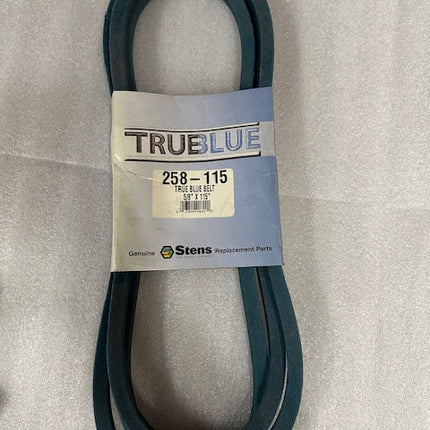 TRUEBLUE
258-115
TRUE BLUE BELT
5/8" X 115"
Genuine Stens Replacement Parts